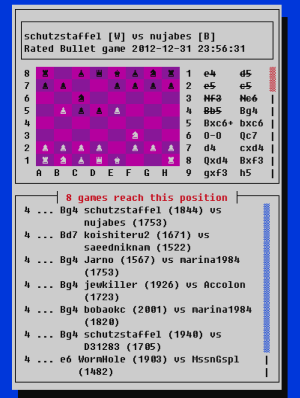 schutzstaffel [W] vs nujabes [B]
Rated Bullet game 2012-12-31 23:56:31
8 1 e4 d5
7 2 e5 c5
6 3 Nf3 Nc6
5 4 Bb5 Bg4
4 5 Bxc6+ bxc6
3 6 O-O Qc7
2 7 d4 cxd4
1 8 Qxd4 Bxf3
A B C D E F G H 9 gxf3 h5
8 games reach this position
4 ... Bg4 schutzstaffel (1844) vs
nujabes (1753)
4 ... Bd7 koishiteru2 (1671) vs
saeedniknam (1522)
4 ... Bg4 Jarno (1567) vs marina1984
(1753)
4 ... Bg4 jewkiller (1926) vs Accolon
(1723)
4 ... Bg4 bobaokc (2001) vs marina1984
(1820)
4 ... Bg4 schutzstaffel (1940) vs
D31283 (1705)
4 ... e6 WormHole (1903) vs MssnGspl
(1482)